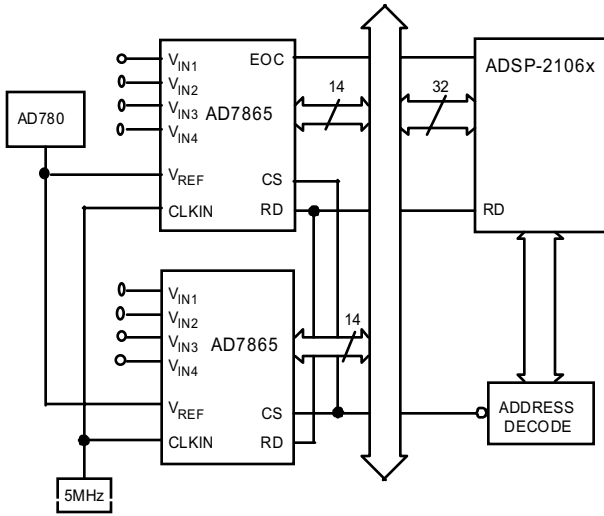 AD780
V_IN1
V_IN2
V_IN3
V_IN4
V_REF
CLKIN
AD7865
EOC
CS
RD
14
32
ADSP-2106x
RD
V_IN1
V_IN2
V_IN3
V_IN4
V_REF
CLKIN
AD7865
CS
RD
14
ADDRESS
DECODE
5MHz